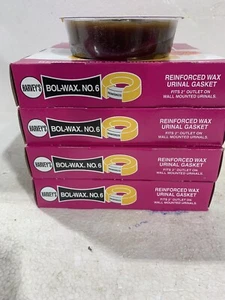 HARVEY'S
BOL-WAX. NO. 6
REINFORCED WAX
URINAL GASKET
FITS 2" OUTLET ON
WALL MOUNTED URINALS.
HARVEY'S
BOL-WAX. NO. 6
REINFORCED WAX
URINAL GASKET
FITS 2" OUTLET ON
WALL MOUNTED URINALS.
HARVEY'S
BOL-WAX. NO. 6
REINFORCED WAX
URINAL GASKET
FITS 2" OUTLET ON
WALL MOUNTED URINALS.
HARVEY'S
BOL-WAX. NO. 6
REINFORCED WAX
URINAL GASKET
FITS 2" OUTLET ON
WALL MOUNTED URINALS.